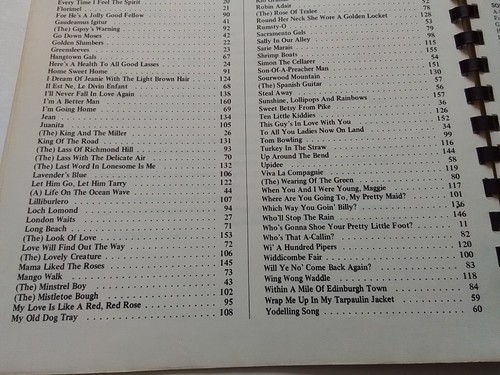 Every Time I Feel The Spirit 20
Florimel 21
For He's A Jolly Good Fellow 90
Gaudeamus Igitur 41
(The) Gipsy's Warning 92
Go Down Moses 42
Golden Slumbers 22
Greensleeves 23
Hangtown Gals 67
Here's A Health To All Good Lasses 24
Home Sweet Home 91
I Dream Of Jeanie With The Light Brown Hair 124
Il Est Ne, Le Divin Enfant 68
I'll Never Fall In Love Again 138
I'm A Better Man 160
I'm Going Home 69
Jean 134
Juanita 105
(The) King And The Miller 26
King Of The Road 131
(The) Lass Of Richmond Hill 93
(The) Lass With The Delicate Air 70
(The) Last Word In Lonesome Is Me 132
Lavender's Blue 106
Let Him Go, Let Him Tarry 122
(A) Life On The Ocean Wave 44
Lilliburlero 107
Loch Lomond 94
London Waits 27
Long Beach 71
(The) Look Of Love 153
Love Will Find Out The Way 72
(The) Lovely Creature 106
Mama Liked The Roses 145
Mango Walk 73
(The) Minstrel Boy 43
(The) Mistletoe Bough 102
My Love Is Like A Red, Red Rose 95
My Old Dog Tray 108
Robin Adair 52
(The) Rose Of Tralee 78
Round Her Neck She Wore A Golden Locket 128
Rumsty-O 53
Sacramento Gals 79
Sally In Our Alley 98
Sarie Marais 115
Shrimp Boats 155
Simon The Cellarer 54
Son-Of-A-Preacher Man 151
Sourwood Mountain 130
(The) Spanish Guitar 57
Steal Away 56
Sunshine, Lollipops And Rainbows 157
Sweet Betsy From Pike 36
Ten Little Kiddies 126
This Guy's In Love With You 152
To All You Ladies Now On Land 34
Tom Bowling 99
Turkey In The Straw 116
Up Around The Bend 144
Upidee 58
Viva La Compagnie 119
(The) Wearing Of The Green 80
When You And I Were Young, Maggie 117
Where Are You Going To, My Pretty Maid? 101
Which Way You Goin' Billy? 136
Who'll Stop The Rain 146
Who's Gonna Shoe Your Pretty Little Foot? 11
Who's That A-Callin? 82
Wi' A Hundred Pipers 120
Widdicombe Fair 100
Will Ye No' Come Back Again? 83
Wing Wong Waddle 118
Within A Mile Of Edinburgh Town 84
Wrap Me Up In My Tarpaulin Jacket 59
Yodelling Song 60